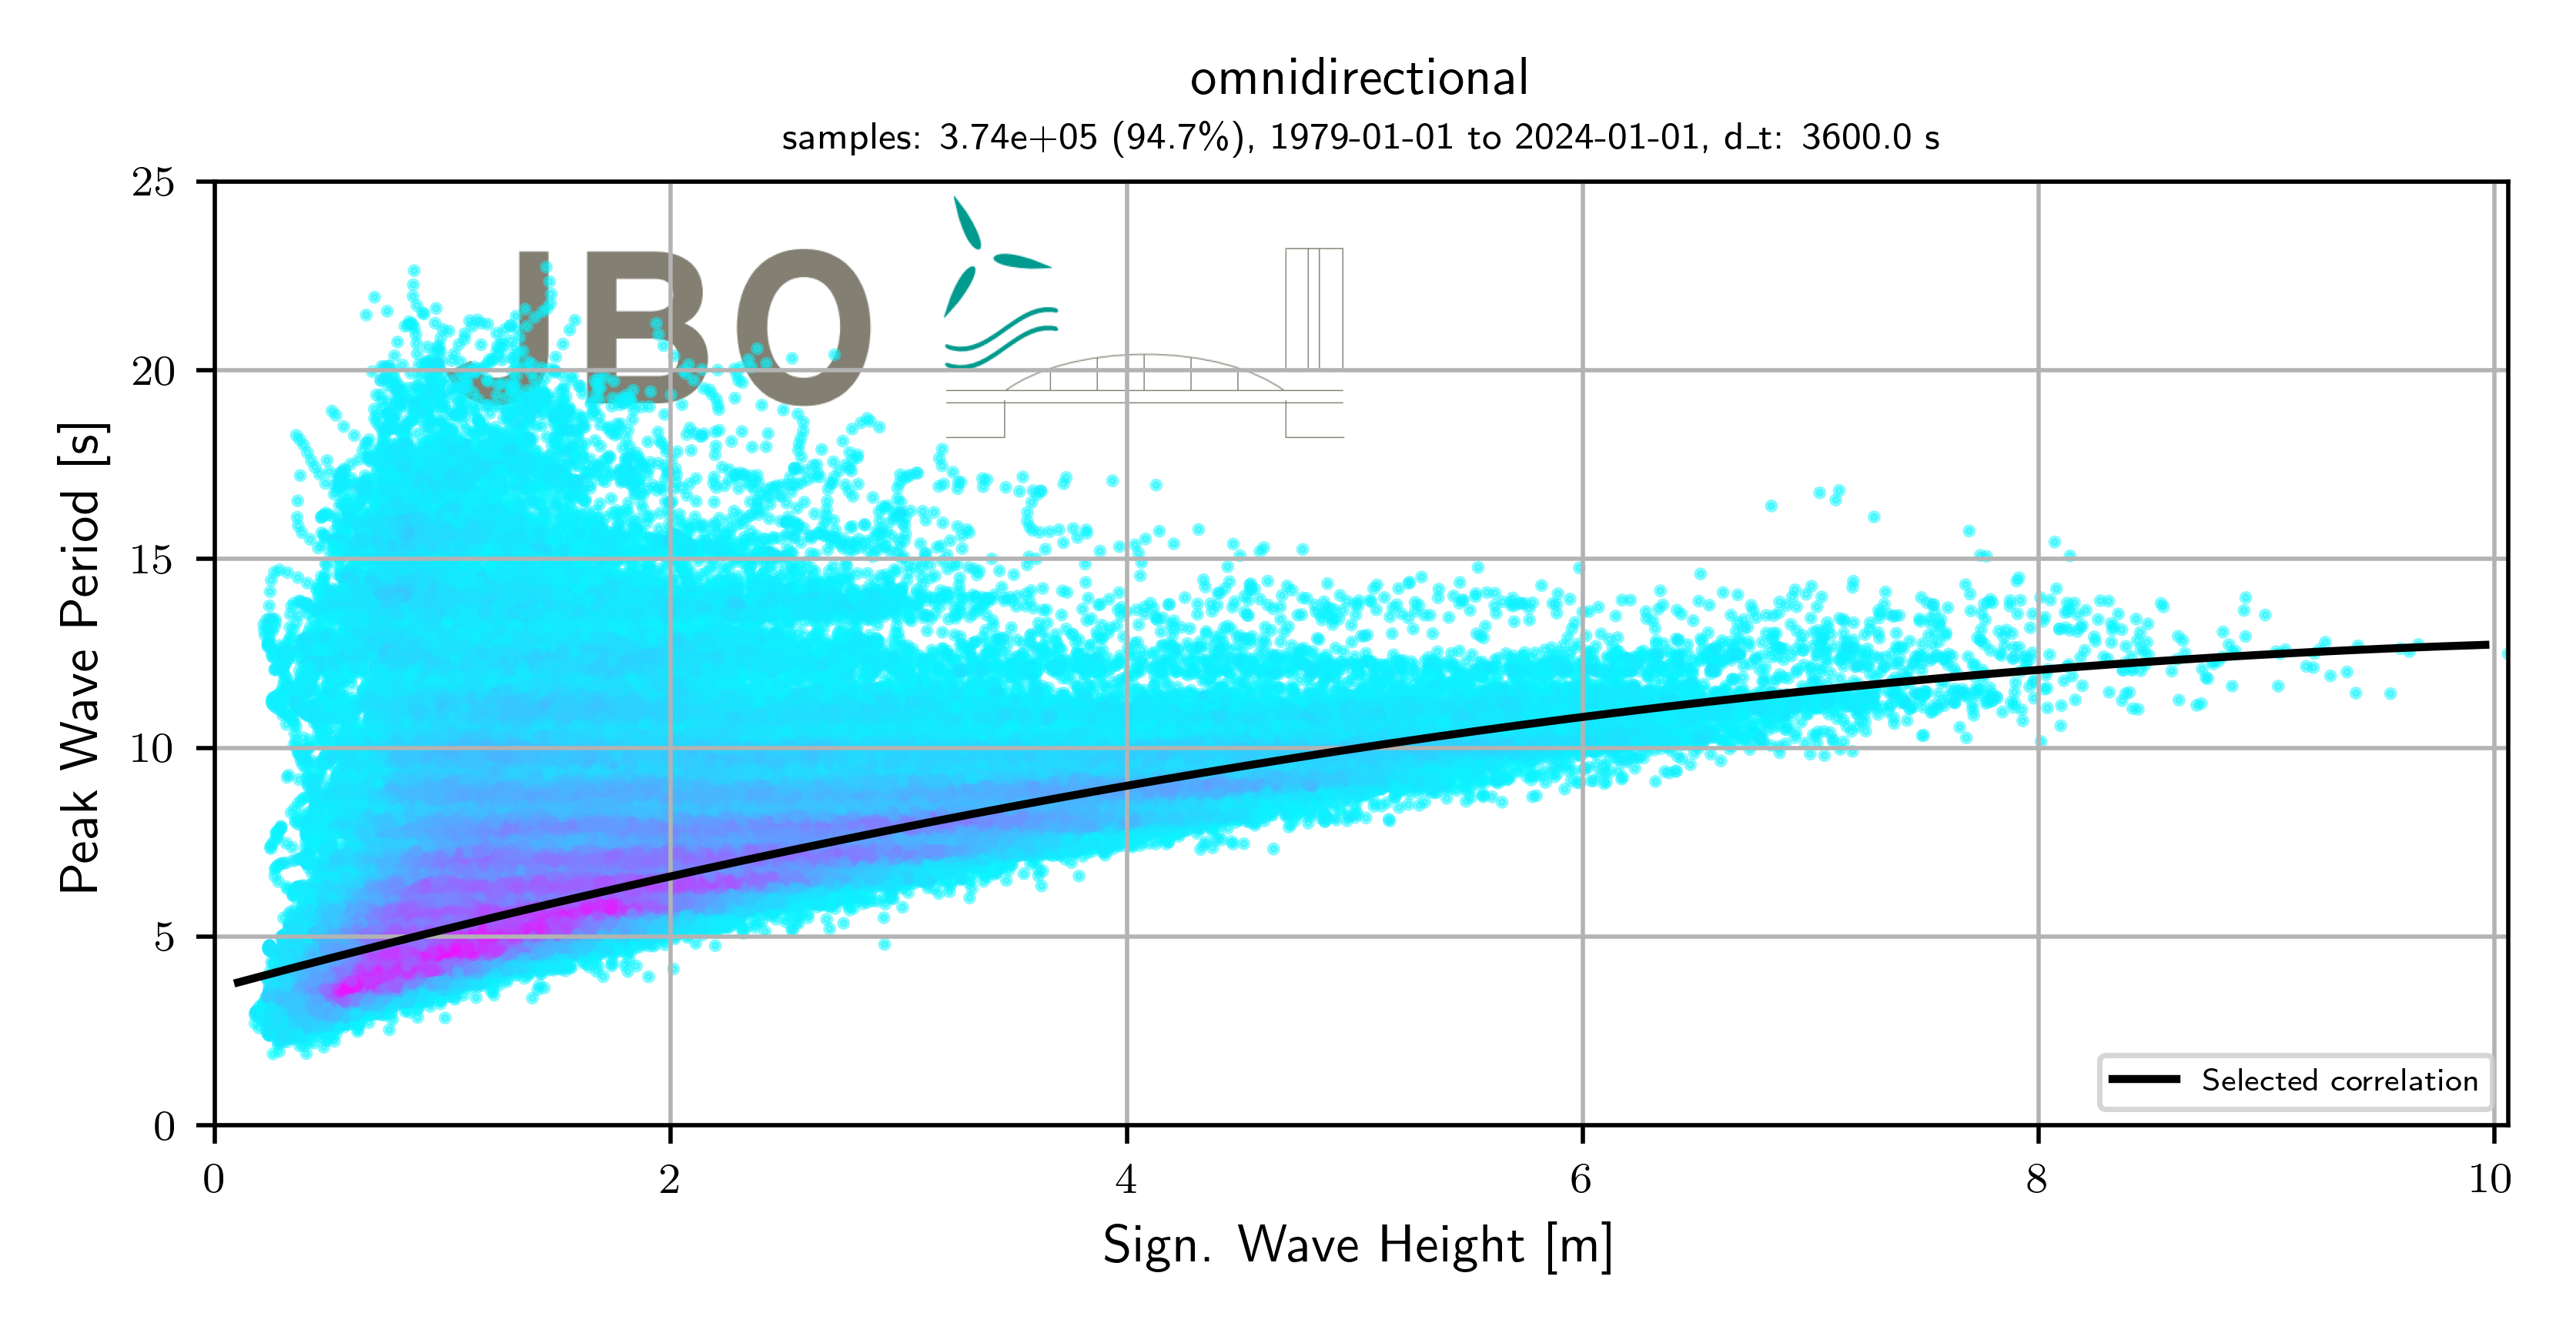 omnidirectional
samples: 3.74e+05 (94.7%), 1979-01-01 to 2024-01-01, d_t: 3600.0 s
JBO
25
20
15
10
5
0
Peak Wave Period [s]
0 2 4 6 8 10
Sign. Wave Height [m]
Selected correlation